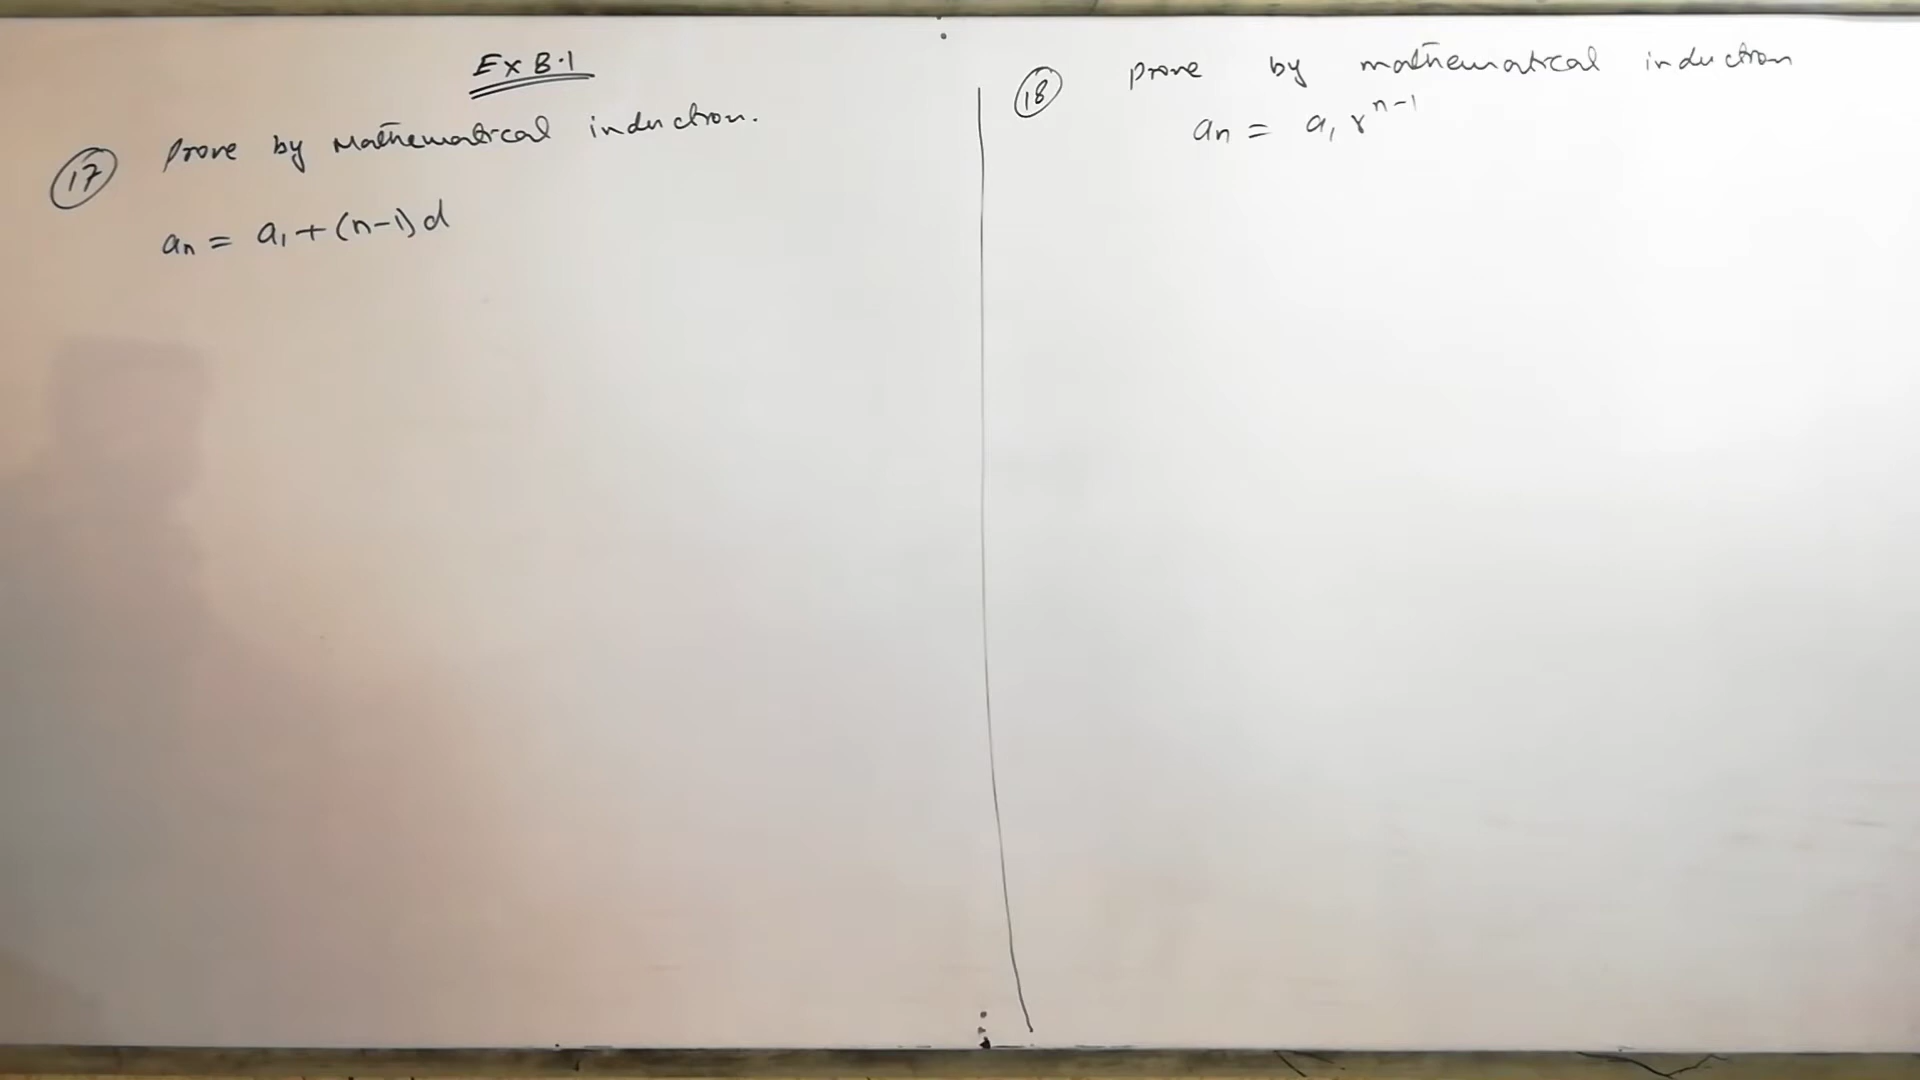 Ex 8.1
17 Prove by Mathematical induction.
an = a1 + (n-1)d
18 prove by mathematical induction
an = a1 r^n-1